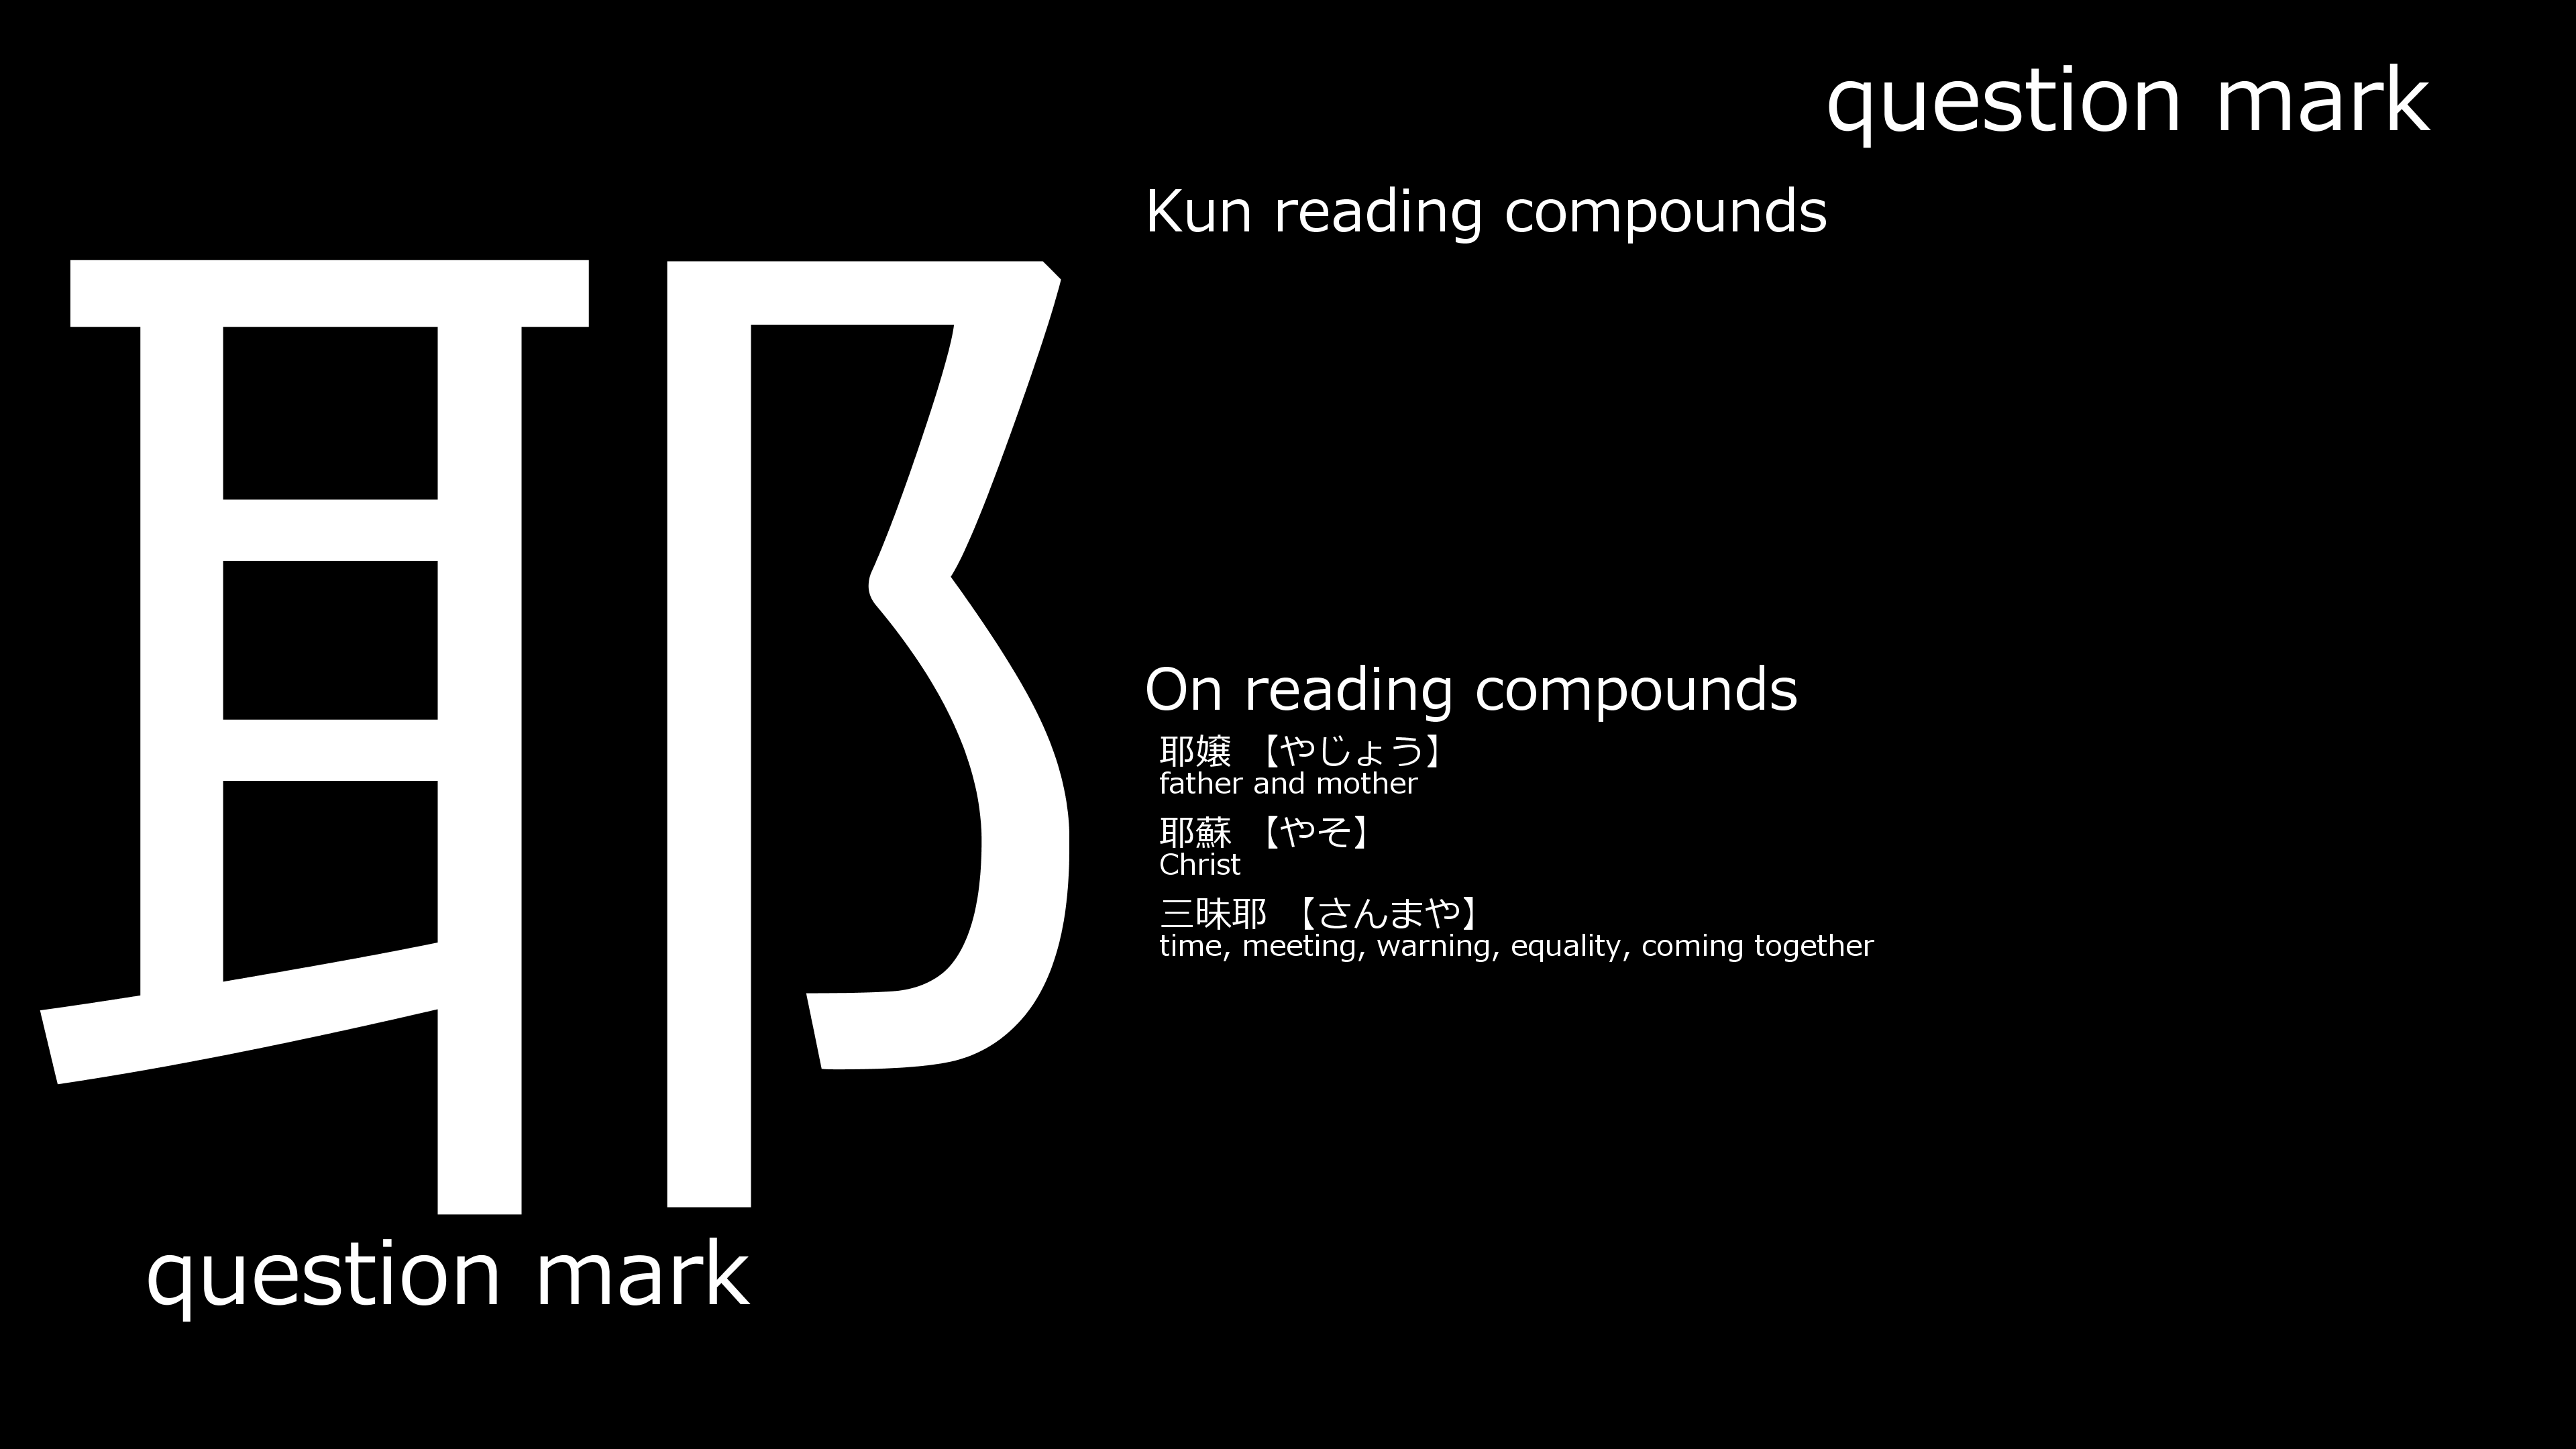 question mark
耶
question mark
Kun reading compounds
On reading compounds
耶嬢 【やじょう】
father and mother
耶蘇 【やそ】
Christ
三昧耶 【さんまや】
time, meeting, warning, equality, coming together